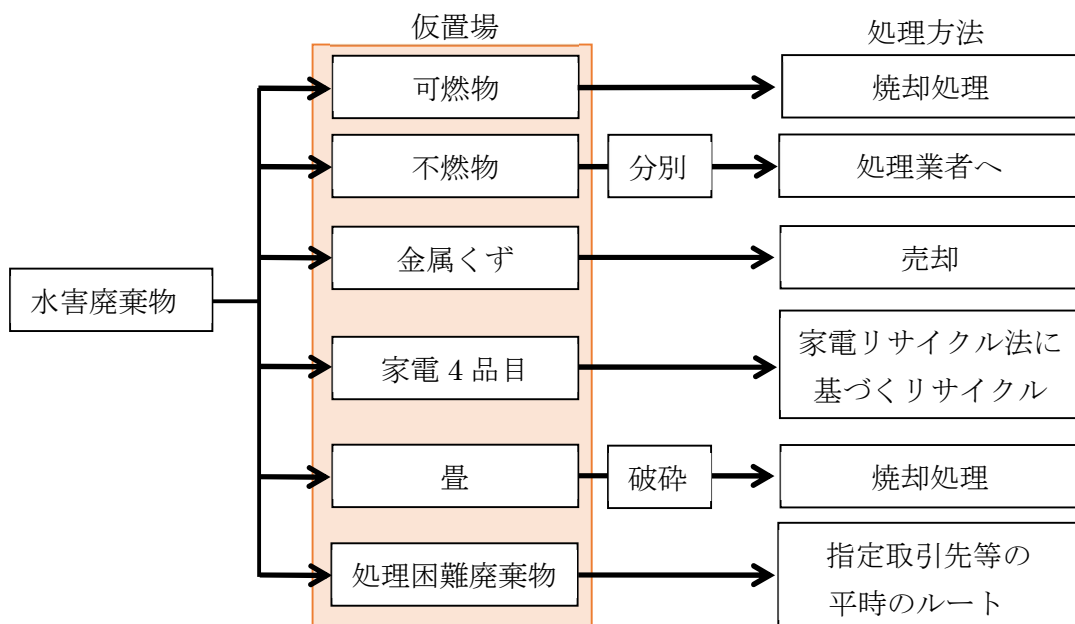 仮置場
処理方法
可燃物
焼却処理
不燃物
分別
処理業者へ
金属くず
売却
水害廃棄物
家電4品目
家電リサイクル法に
基づくリサイクル
畳
破砕
焼却処理
処理困難廃棄物
指定取引先等の
平時のルート